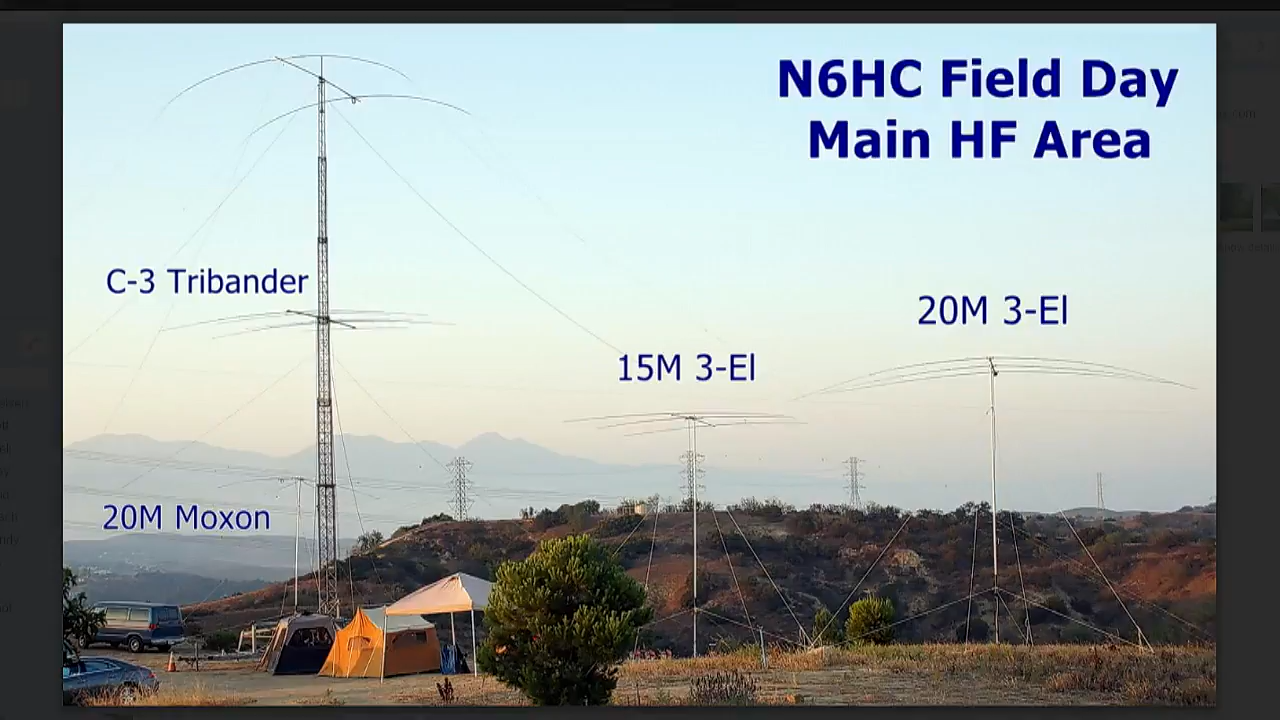 N6HC Field Day
Main HF Area
C-3 Tribander
20M 3-El
15M 3-El
20M Moxon